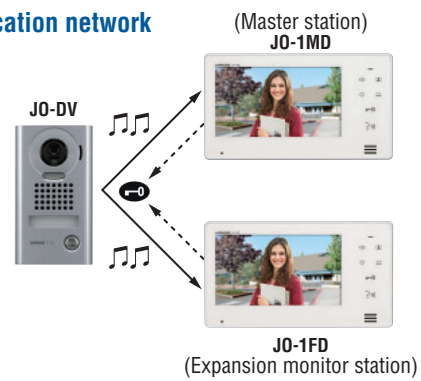 cation network
(Master station)
JO-1MD
JO-DV
JO-1FD
(Expansion monitor station)